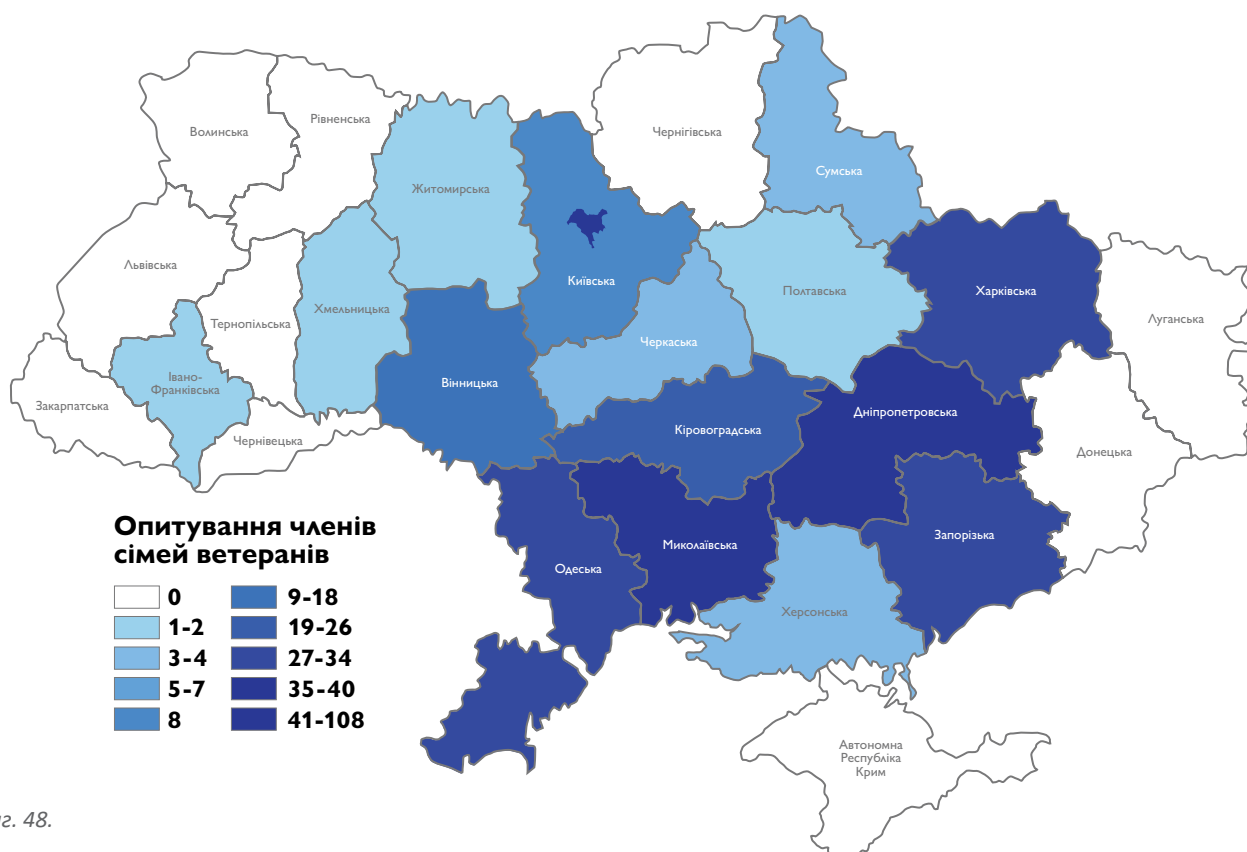 Волинська
Рівненська
Чернігівська
Житомирська
Сумська
Львівська
Київська
Харківська
Полтавська
Хмельницька
Тернопільська
Луганська
Черкаська
Івано-
Франківська
Вінницька
Закарпатська
Дніпропетровська
Кіровоградська
Чернівецька
Донецька
Запорізька
Миколаївська
Одеська
Херсонська
Автономна
Республіка
Крим
Опитування членів
сімей ветеранів
0
1-2
3-4
5-7
8
9-18
19-26
27-34
35-40
41-108
г. 48.